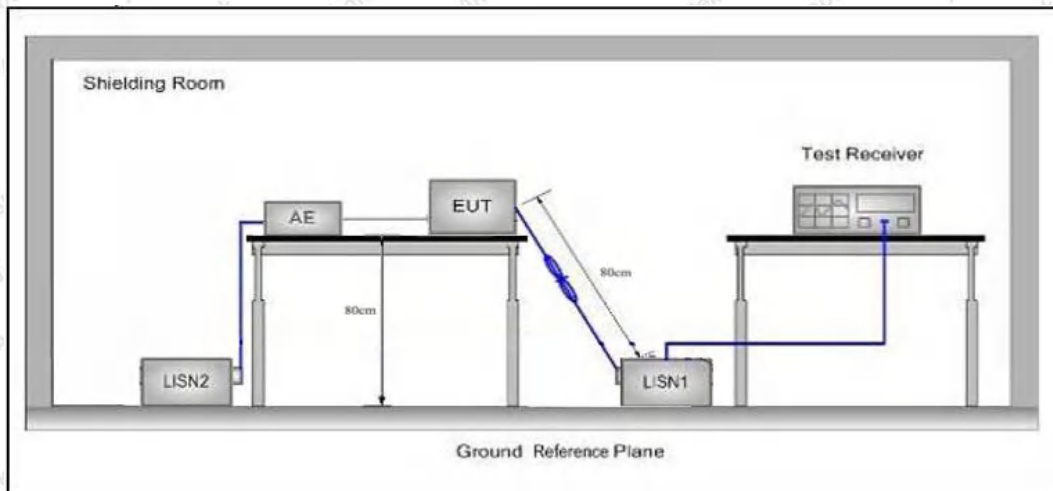 Shielding Room
Test Receiver
AE
EUT
80cm
80cm
LISN2
LISN1
Ground Reference Plane